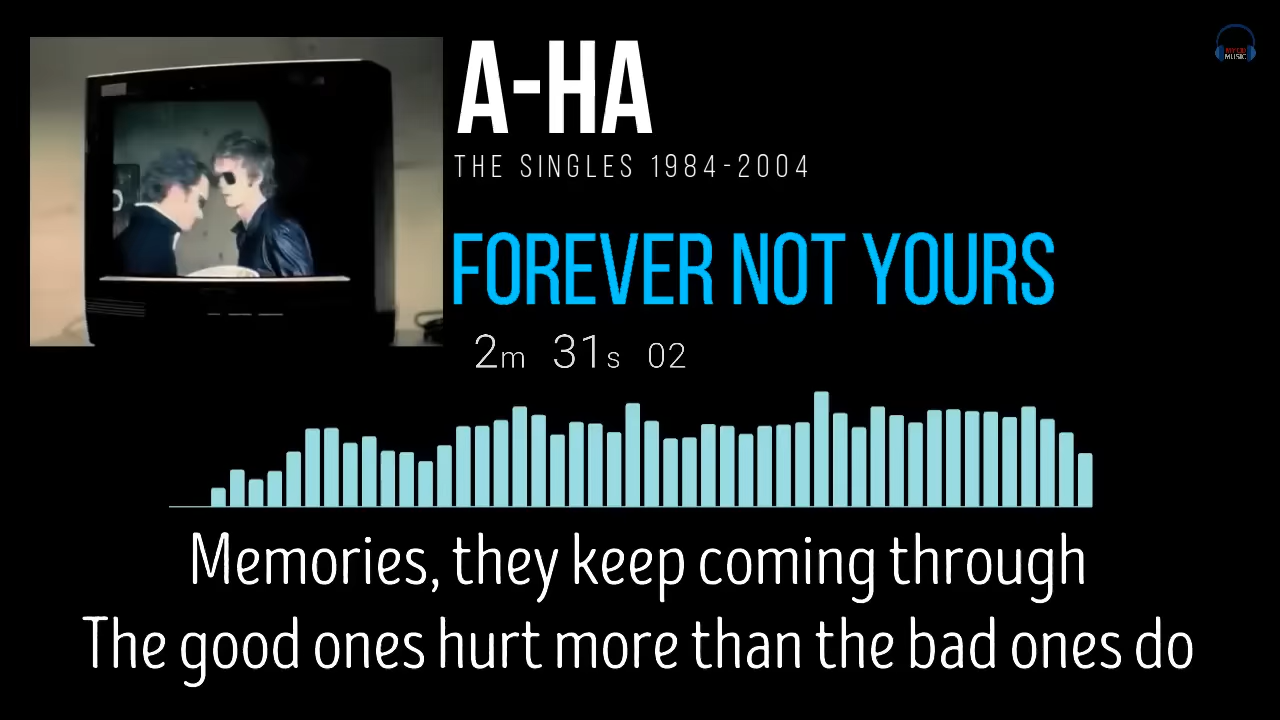 A-HA
THE SINGLES 1984-2004
FOREVER NOT YOURS
2m 31s 02
Memories, they keep coming through
The good ones hurt more than the bad ones do
MUSIC